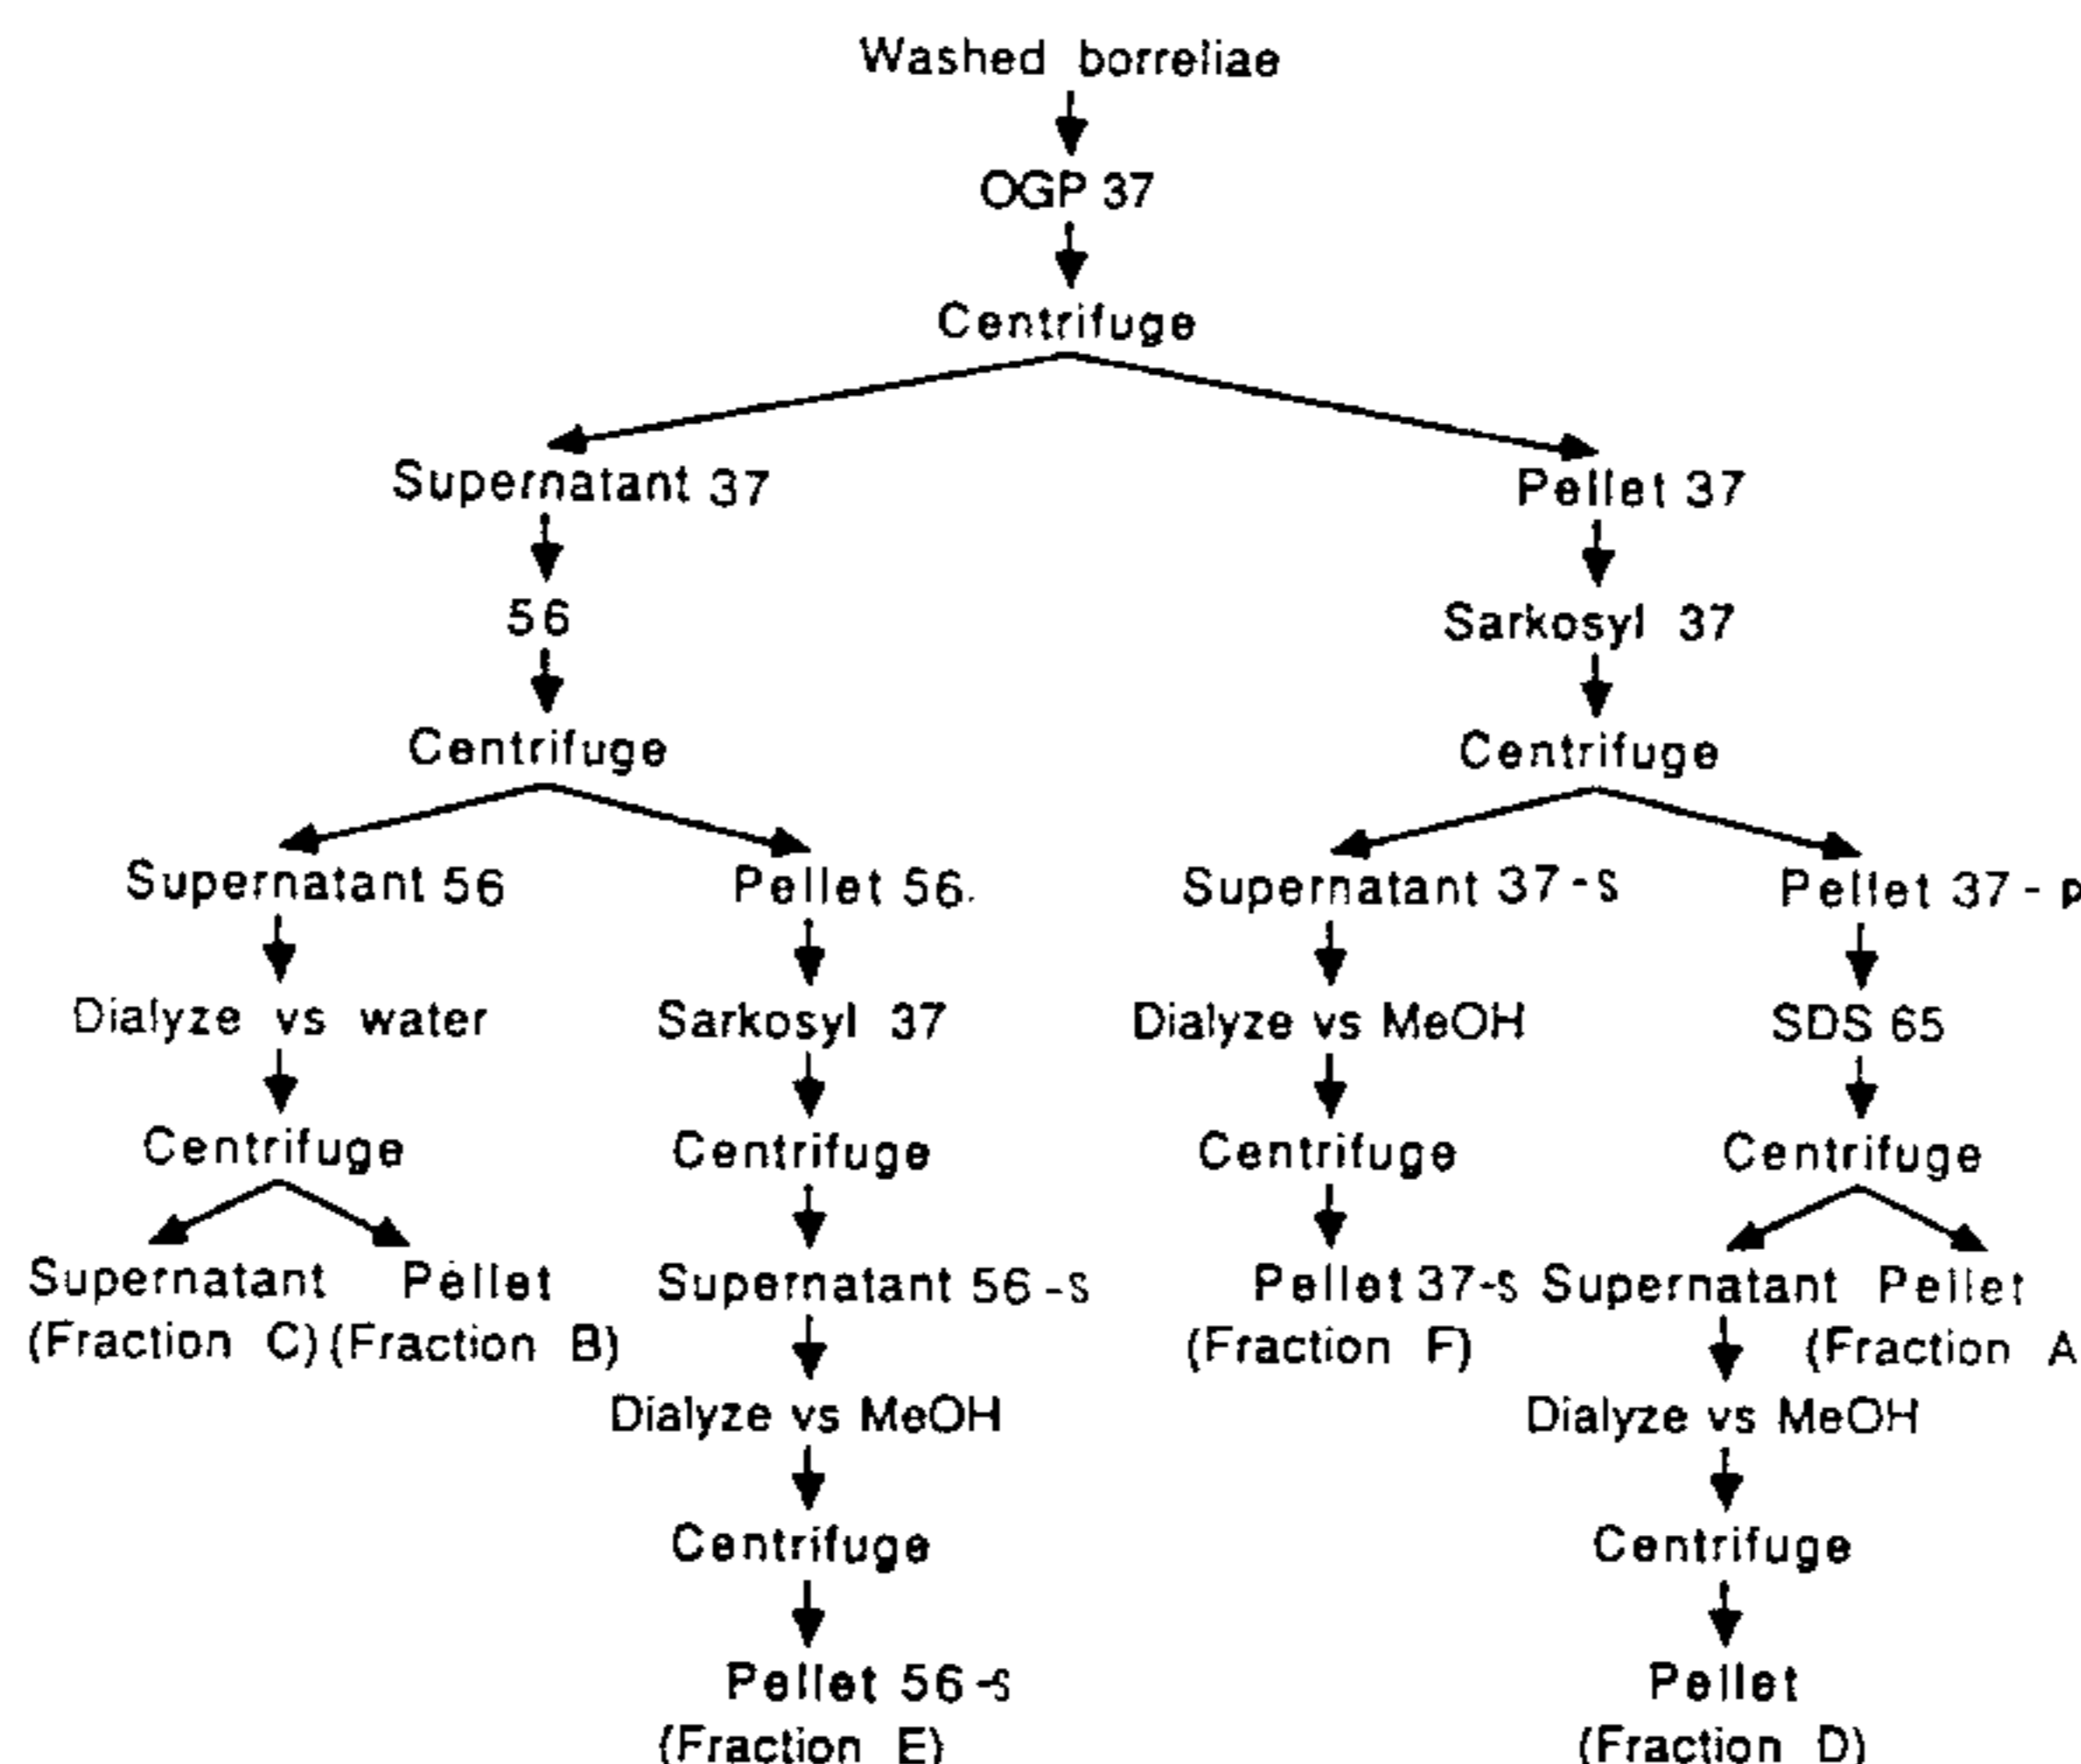 Washed borreliae
OGP 37
Centrifuge
Supernatant 37
Pellet 37
56
Sarkosyl 37
Centrifuge
Centrifuge
Supernatant 56
Pellet 56.
Supernatant 37-s
Pellet 37-p
Dialyze vs water
Sarkosyl 37
Dialyze vs MeOH
SDS 65
Centrifuge
Centrifuge
Centrifuge
Centrifuge
Supernatant
(Fraction C)
Pellet
(Fraction B)
Supernatant 56-s
Pellet 37-s
(Fraction F)
Supernatant
Pellet
(Fraction A
Dialyze vs MeOH
Dialyze vs MeOH
Centrifuge
Centrifuge
Pellet 56-s
(Fraction E)
Pellet
(Fraction D)